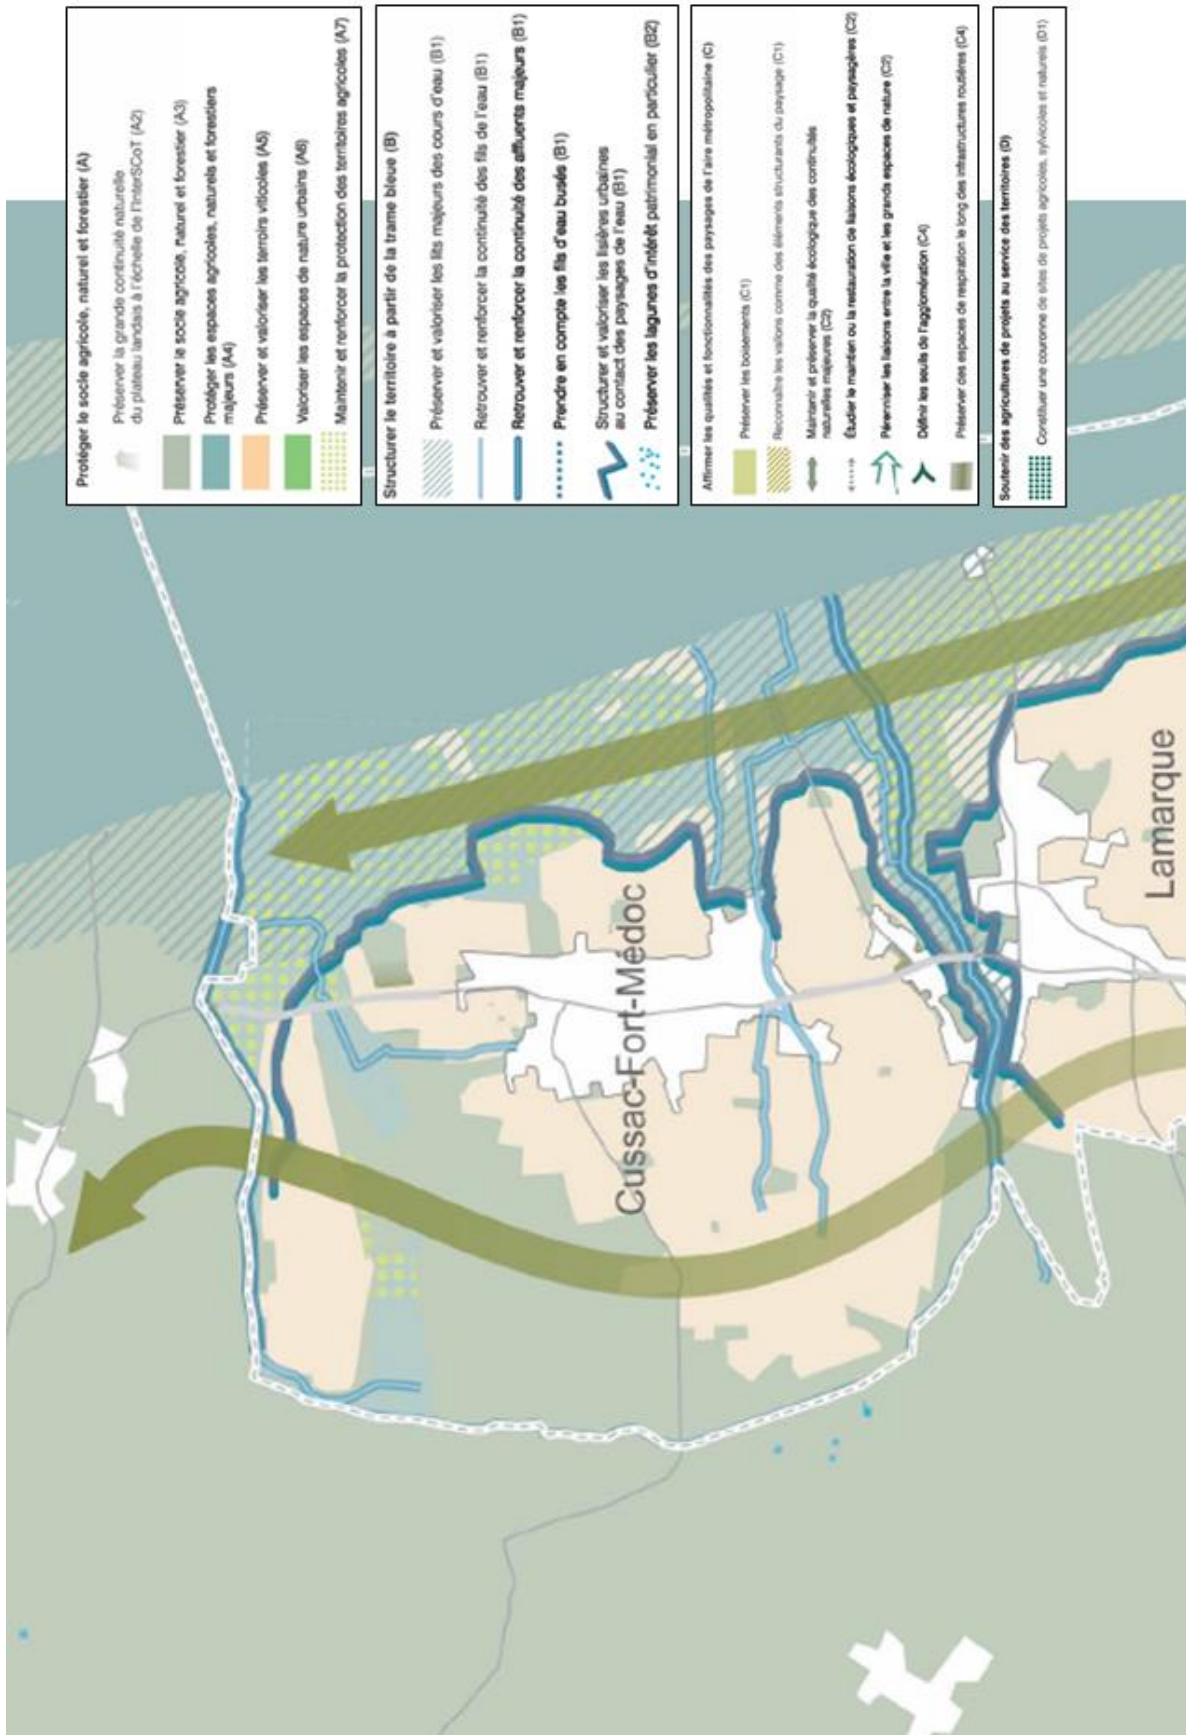 Protéger le socle agricole, naturel et forestier (A)
Préserver la grande continuité naturelle
du plateau landais à l'échelle de l'InterSCoT (A2)
Préserver le socle agricole, naturel et forestier (A3)
Protéger les espaces agricoles, naturels et forestiers
majeurs (A4)
Préserver et valoriser les terroirs viticoles (A5)
Valoriser les espaces de nature urbains (A6)
Maintenir et renforcer la protection des territoires agricoles (A7)
Structurer le territoire à partir de la trame bleue (B)
Préserver et valoriser les lits majeurs des cours d'eau (B1)
Retrouver et renforcer la continuité des fils de l'eau (B1)
Retrouver et renforcer la continuité des affluents majeurs (B1)
Prendre en compte les fils d'eau busés (B1)
Structurer et valoriser les lisières urbaines
au contact des paysages de l'eau (B1)
Préserver les lagunes d'intérêt patrimonial en particulier (B2)
Affirmer les qualités et fonctionnalités des paysages de l'aire métropolitaine (C)
Préserver les boisements (C1)
Reconnaître les vallons comme des éléments structurants du paysage (C1)
Maintenir et préserver la qualité écologique des continuités
naturelles majeures (C2)
Étudier le maintien ou la restauration de liaisons écologiques et paysagères (C2)
Pérenniser les liaisons entre la ville et les grands espaces de nature (C2)
Définir les seuils de l'agglomération (C4)
Préserver des espaces de respiration le long des infrastructures routières (C4)
Soutenir des agricultures de projets au service des territoires (D)
Constituer une couronne de sites de projets agricoles, sylvicoles et naturels (D1)
Cussac-Fort-Médoc
Lamarque